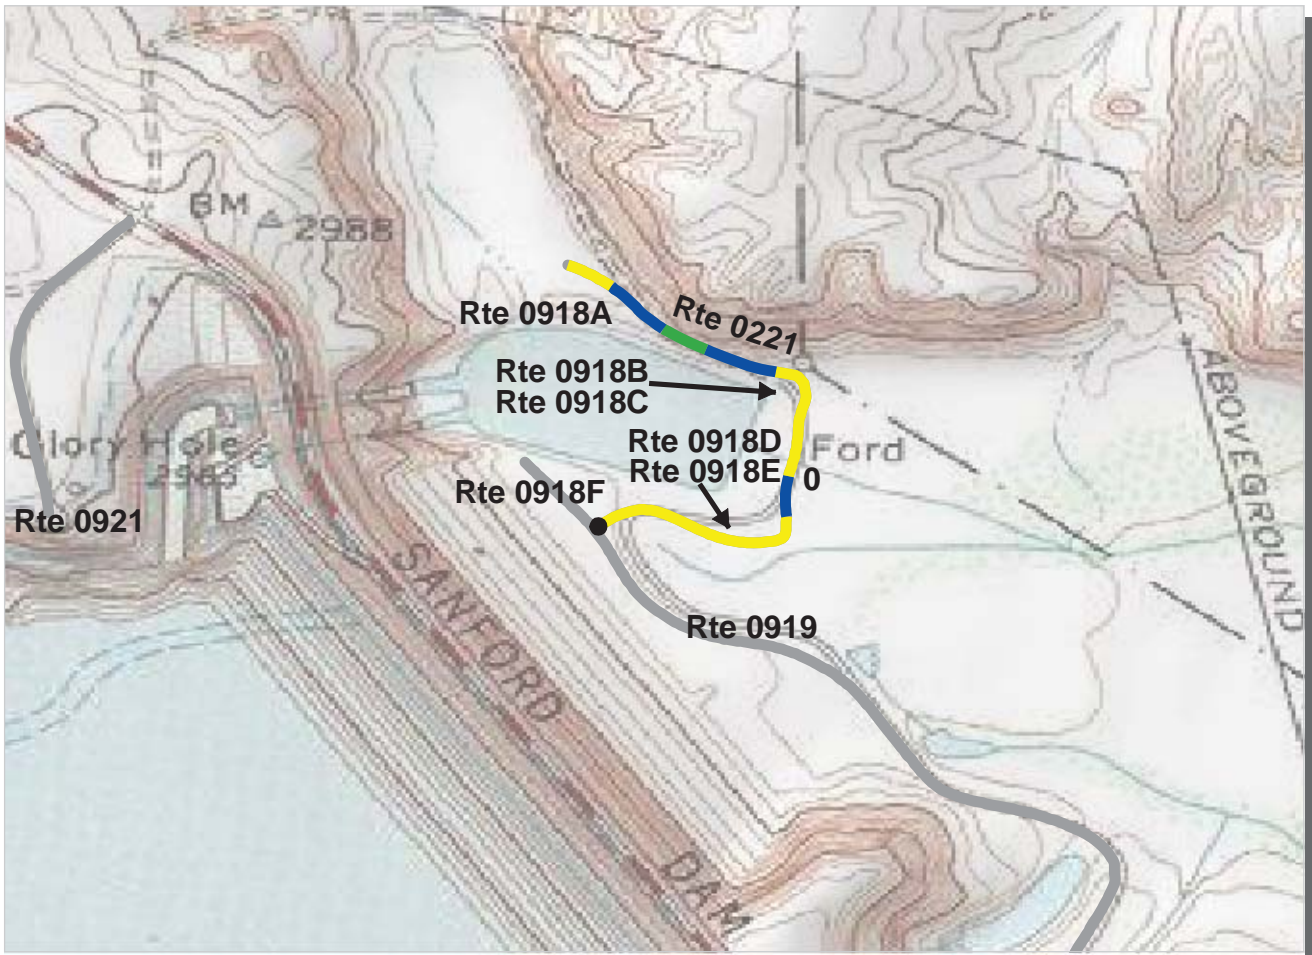 BM
2988
Rte 0918A
Rte 0221
Rte 0918B
Rte 0918C
Glory Hole
2983
Rte 0918D
Ford
Rte 0918E
0
Rte 0918F
Rte 0921
ABOVEGROUND
SANFORD
Rte 0919
DAM